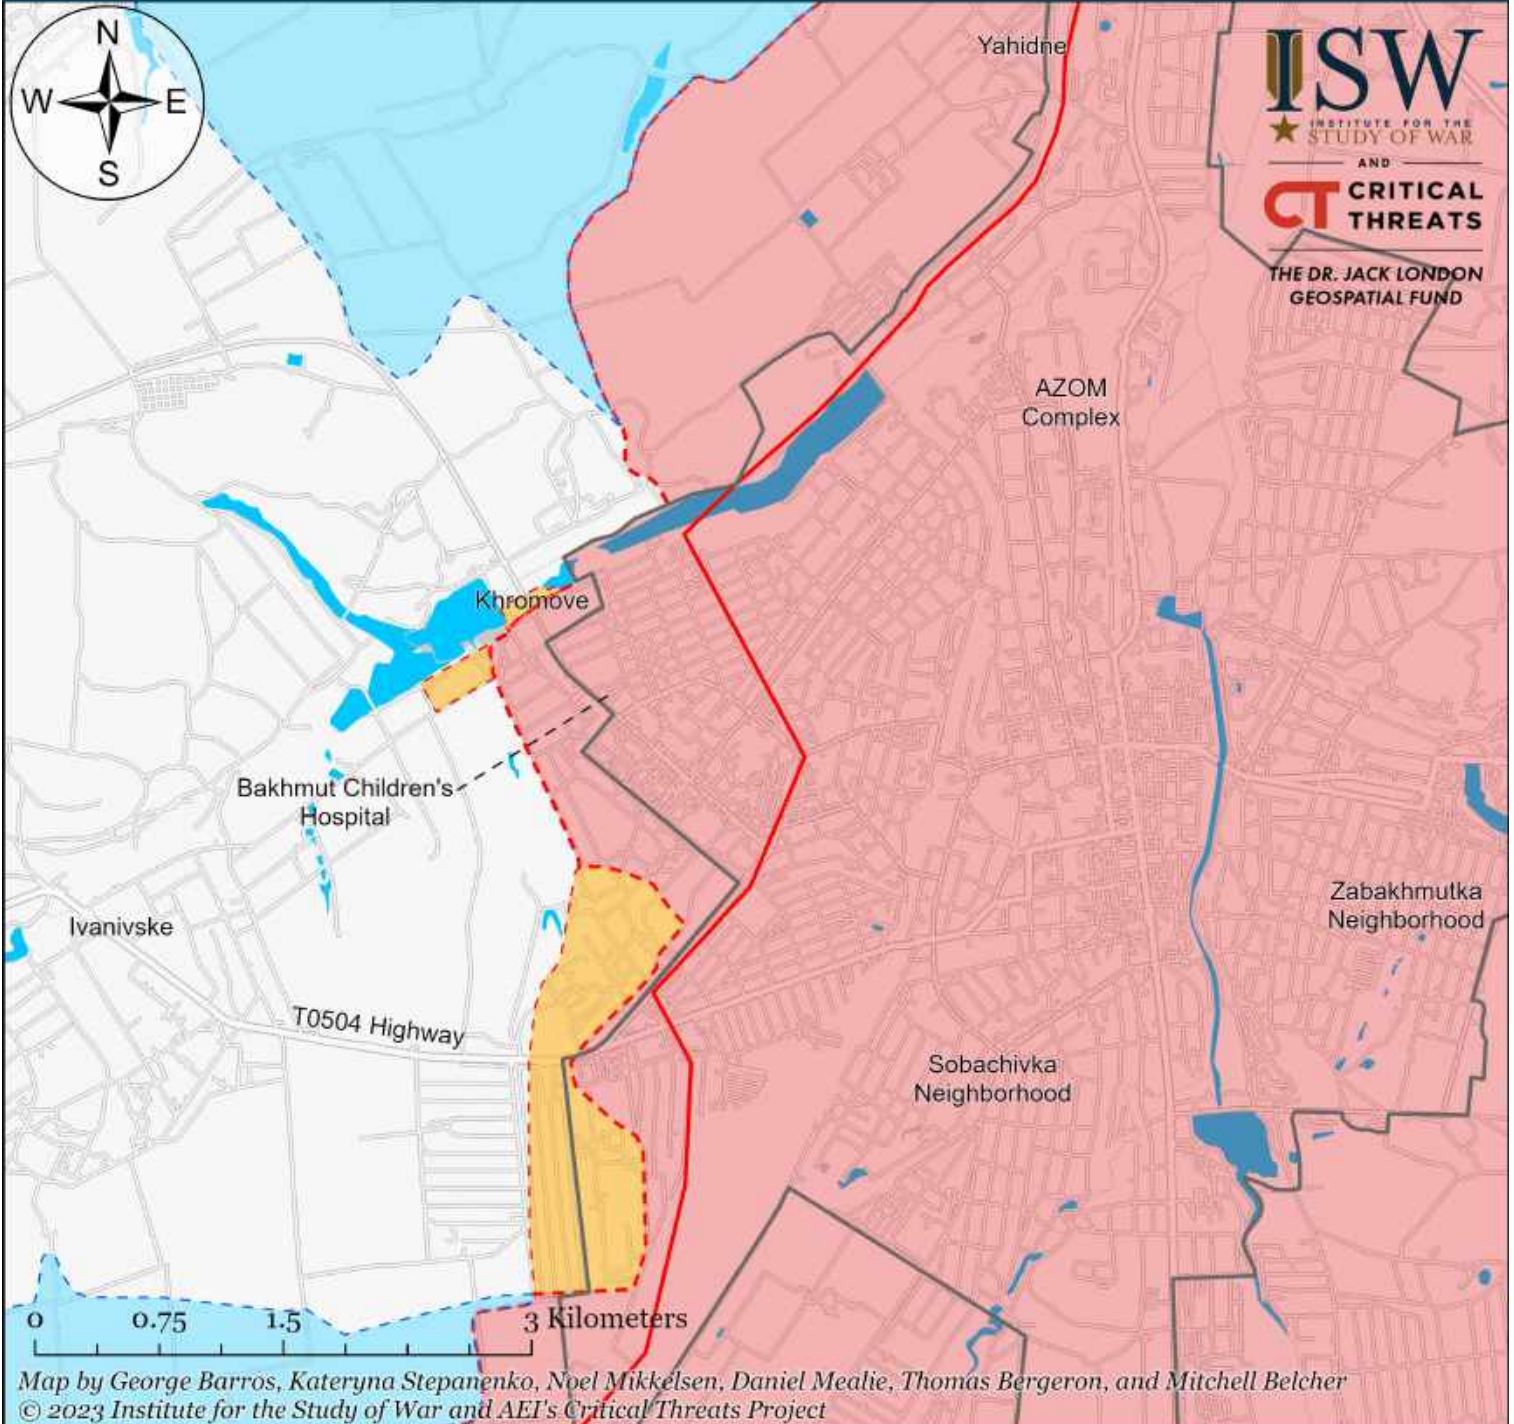 N
W
E
S
Yahidne
ISW
INSTITUTE FOR THE
STUDY OF WAR
AND
CT CRITICAL
THREATS
THE DR. JACK LONDON
GEOSPATIAL FUND
AZOM
Complex
Khromove
Bakhmut Children's
Hospital
Zabakhmutka
Neighborhood
Ivanivske
T0504 Highway
Sobachivka
Neighborhood
0 0.75 1.5 3 Kilometers
Map by George Barros, Kateryna Stepanenko, Noel Mikkelsen, Daniel Mealie, Thomas Bergeron, and Mitchell Belcher
© 2023 Institute for the Study of War and AEI's Critical Threats Project